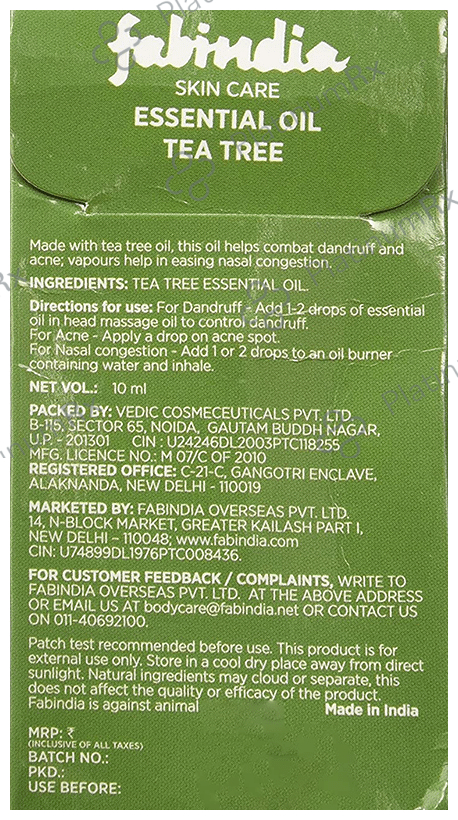 fabindia
SKIN CARE
ESSENTIAL OIL
TEA TREE
Made with tea tree oil, this oil helps combat dandruff and
acne; vapours help in easing nasal congestion.
INGREDIENTS: TEA TREE ESSENTIAL OIL.
Directions for use: For Dandruff - Add 1-2 drops of essential
oil in head massage oil to control dandruff.
For Acne - Apply a drop on acne spot.
For Nasal congestion - Add 1 or 2 drops to an oil burner
containing water and inhale.
NET VOL.: 10 ml
PACKED BY: VEDIC COSMECEUTICALS PVT. LTD.
B-115, SECTOR 65, NOIDA, GAUTAM BUDDH NAGAR,
U.P. - 201301 CIN : U24246DL2003PTC118255
MFG. LICENCE NO.: M 07/C OF 2010
REGISTERED OFFICE: C-21-C, GANGOTRI ENCLAVE,
ALAKNANDA, NEW DELHI - 110019
MARKETED BY: FABINDIA OVERSEAS PVT. LTD.
14, N-BLOCK MARKET, GREATER KAILASH PART I,
NEW DELHI – 110048; www.fabindia.com
CIN: U74899DL1976PTC008436.
FOR CUSTOMER FEEDBACK / COMPLAINTS, WRITE TO
FABINDIA OVERSEAS PVT. LTD. AT THE ABOVE ADDRESS
OR EMAIL US AT bodycare@fabindia.net OR CONTACT US
ON 011-40692100.
Patch test recommended before use. This product is for
external use only. Store in a cool dry place away from direct
sunlight. Natural ingredients may cloud or separate, this
does not affect the quality or efficacy of the product.
Fabindia is against animal
Made in India
MRP: ₹
(INCLUSIVE OF ALL TAXES)
BATCH NO.:
PKD.:
USE BEFORE: